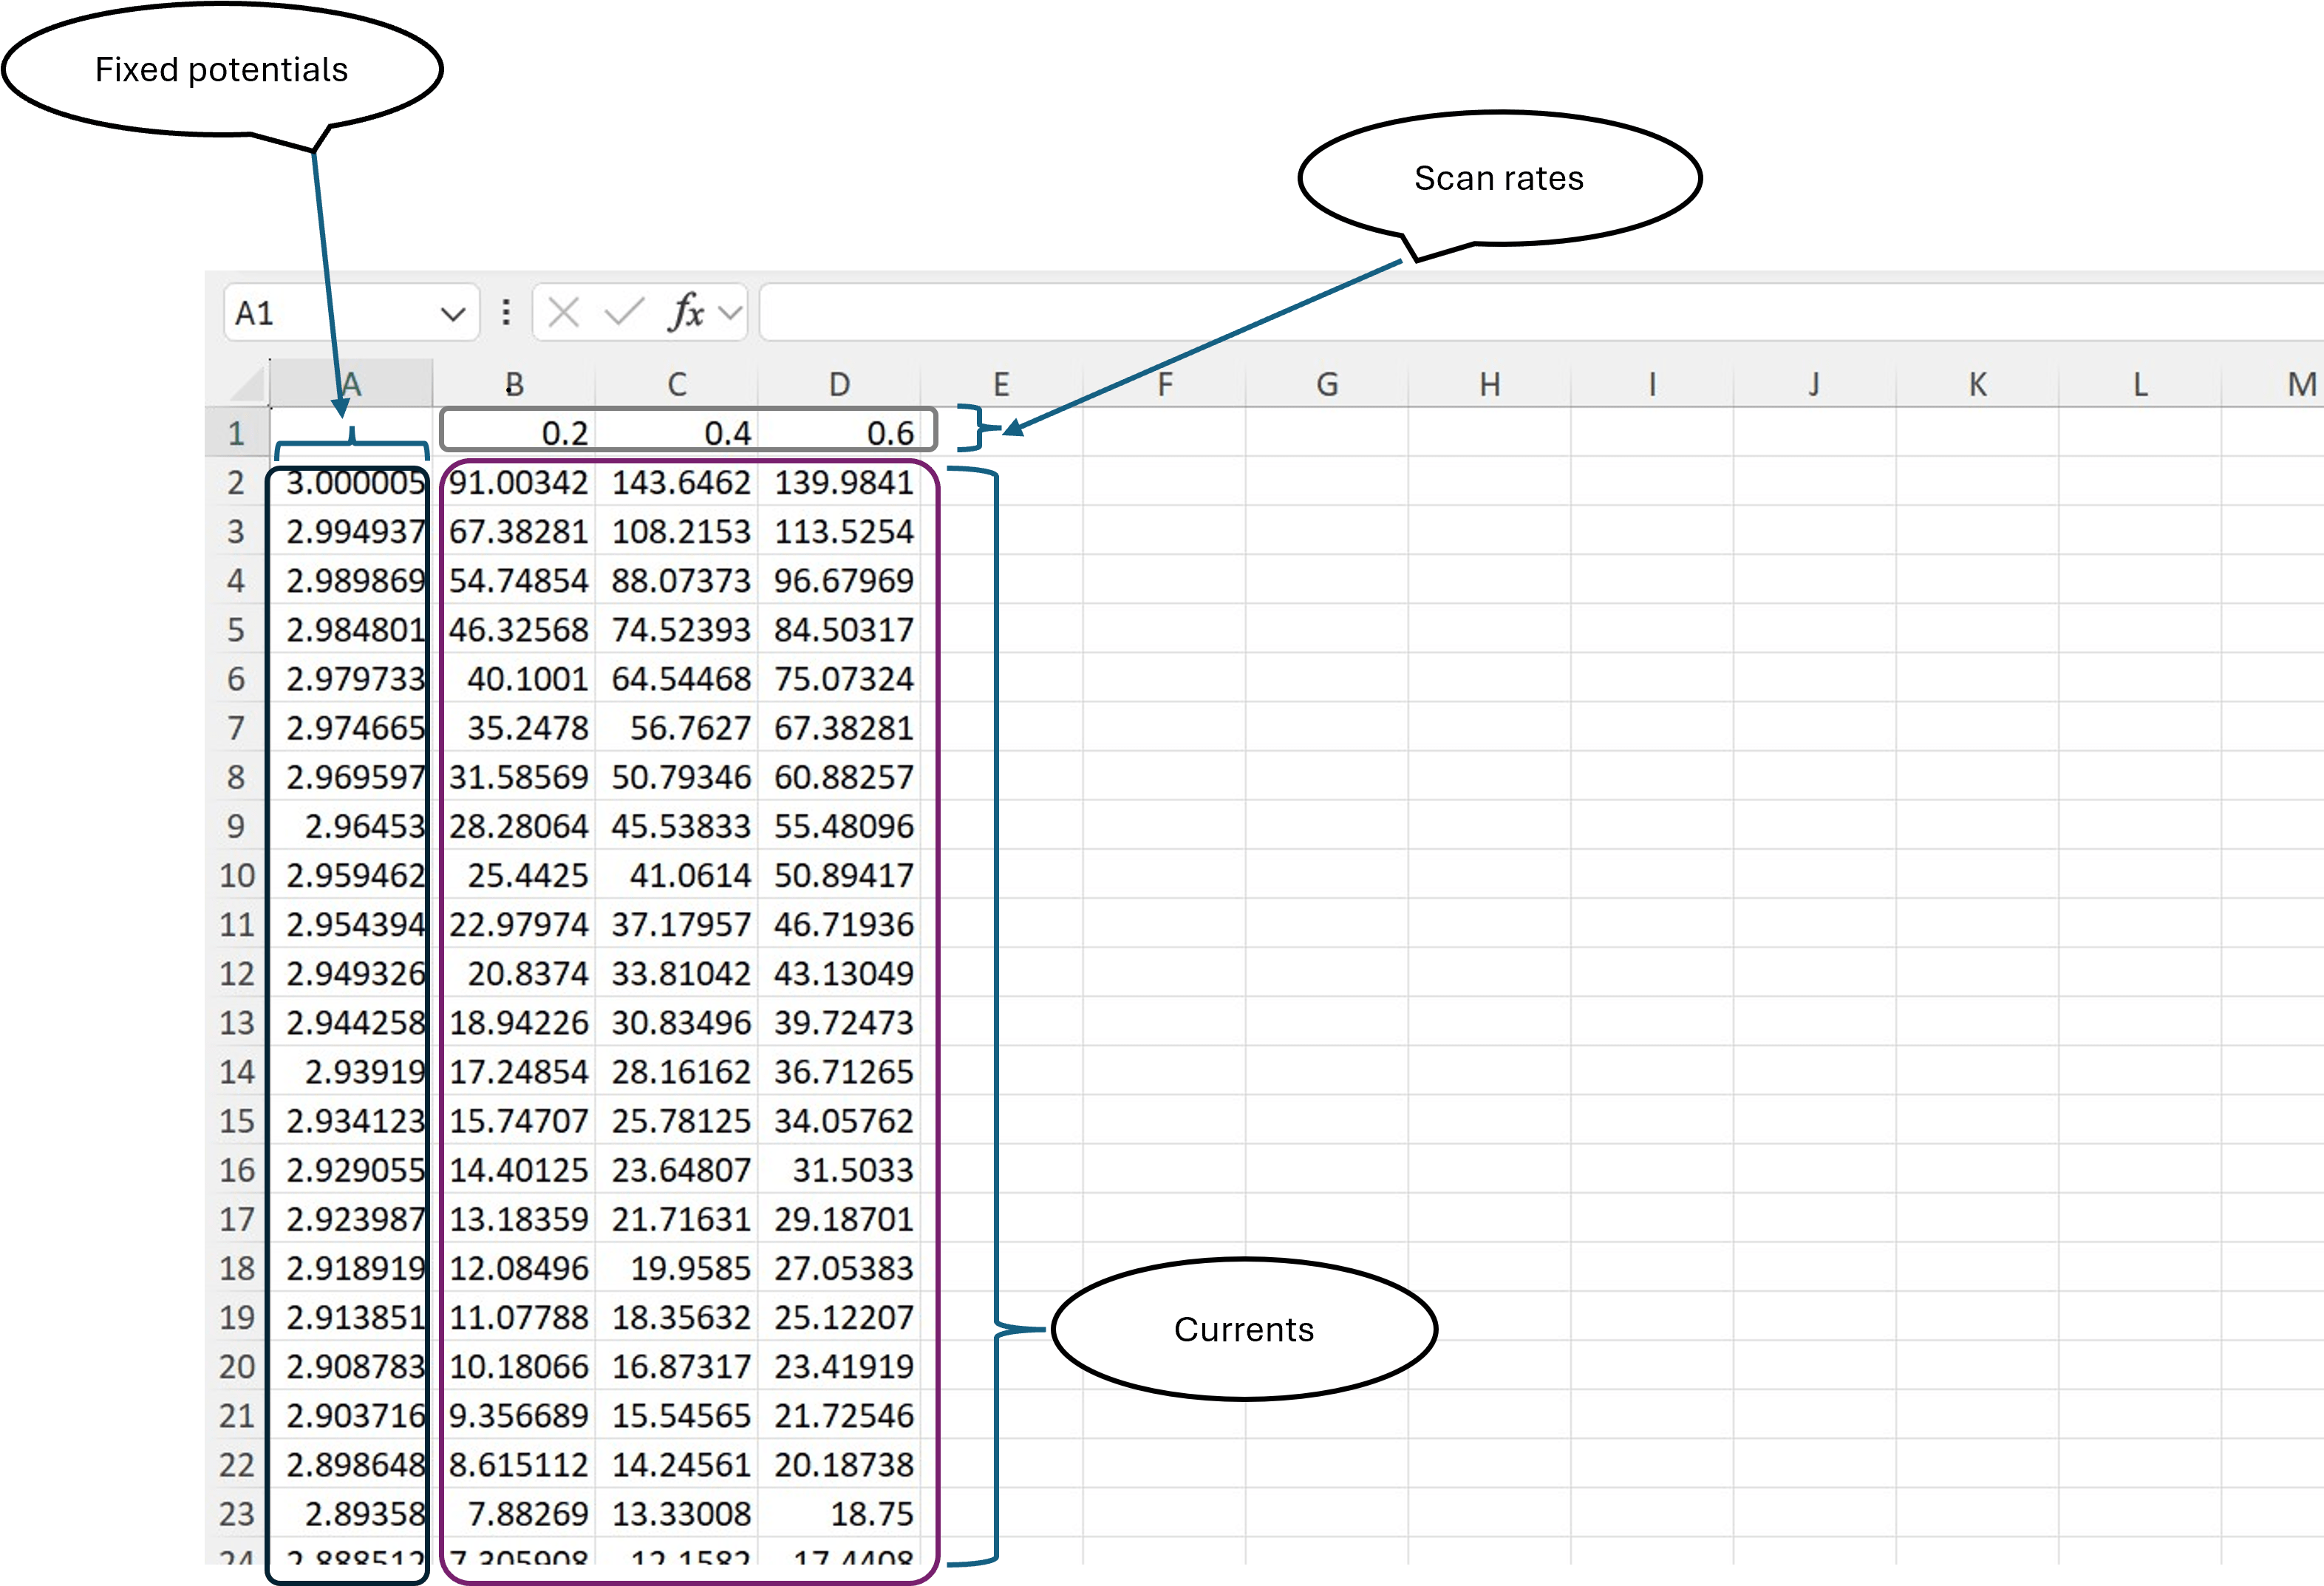 Fixed potentials
Scan rates
A1 fx
A B C D E F G H I J K L M
1 0.2 0.4 0.6
2 3.000005 91.00342 143.6462 139.9841
3 2.994937 67.38281 108.2153 113.5254
4 2.989869 54.74854 88.07373 96.67969
5 2.984801 46.32568 74.52393 84.50317
6 2.979733 40.1001 64.54468 75.07324
7 2.974665 35.2478 56.7627 67.38281
8 2.969597 31.58569 50.79346 60.88257
9 2.96453 28.28064 45.53833 55.48096
10 2.959462 25.4425 41.0614 50.89417
11 2.954394 22.97974 37.17957 46.71936
12 2.949326 20.8374 33.81042 43.13049
13 2.944258 18.94226 30.83496 39.72473
14 2.93919 17.24854 28.16162 36.71265
15 2.934123 15.74707 25.78125 34.05762
16 2.929055 14.40125 23.64807 31.5033
17 2.923987 13.18359 21.71631 29.18701
18 2.918919 12.08496 19.9585 27.05383
19 2.913851 11.07788 18.35632 25.12207
20 2.908783 10.18066 16.87317 23.41919
21 2.903716 9.356689 15.54565 21.72546
22 2.898648 8.615112 14.24561 20.18738
23 2.89358 7.88269 13.33008 18.75
24 2.888512 7.305908 12.1582 17.4408
Currents